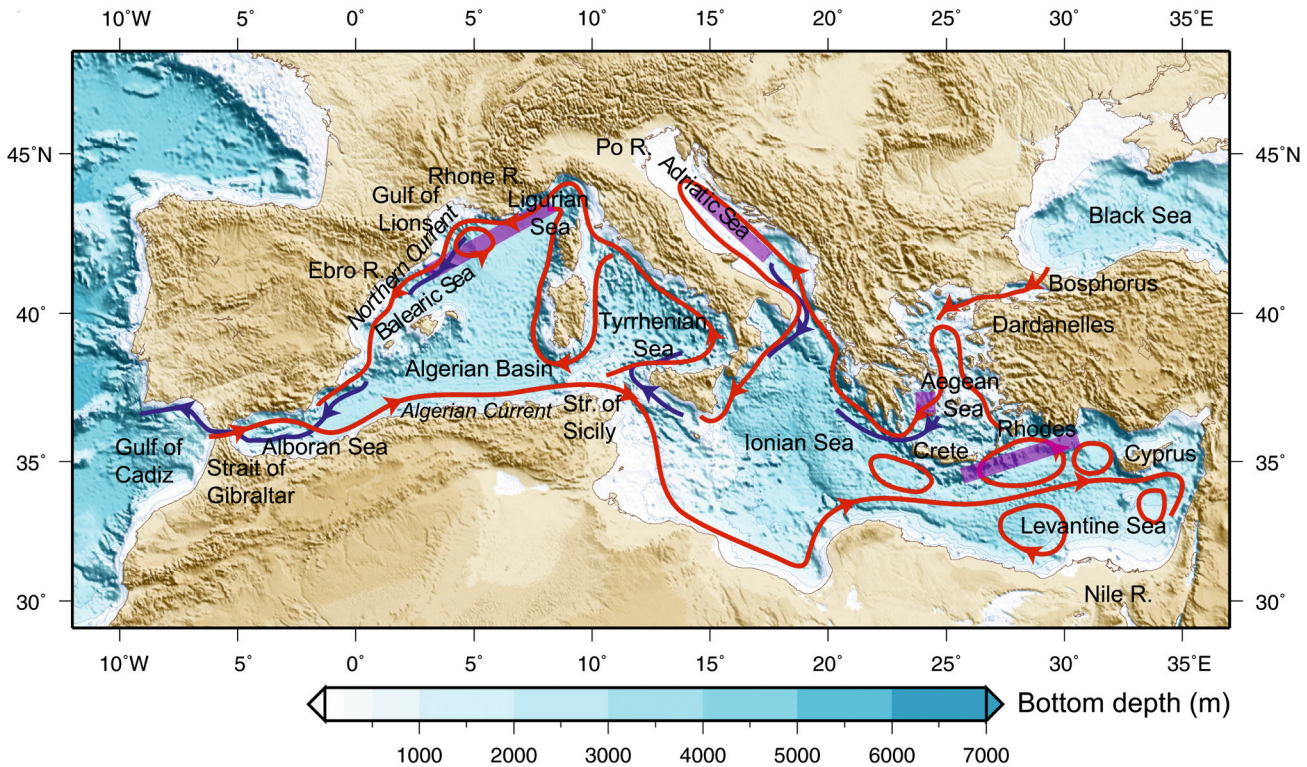 10˚W 5˚ 0˚ 5˚ 10˚ 15˚ 20˚ 25˚ 30˚ 35˚E
45˚N
40˚
35˚
30˚
45˚N
40˚
35˚
30˚
Po R.
Adriatic Sea
Rhone R.
Gulf of
Lions
Ligurian
Sea
Northern Current
Ebro R.
Balearic Sea
Black Sea
Bosphorus
Dardanelles
Tyrrhenian
Sea
Algerian Basin
Algerian Current
Str. of
Sicily
Aegean
Sea
Rhodes
Ionian Sea
Crete
Cyprus
Gulf of
Cadiz
Alboran Sea
Strait of
Gibraltar
Levantine Sea
Nile R.
10˚W 5˚ 0˚ 5˚ 10˚ 15˚ 20˚ 25˚ 30˚ 35˚E
Bottom depth (m)
1000 2000 3000 4000 5000 6000 7000